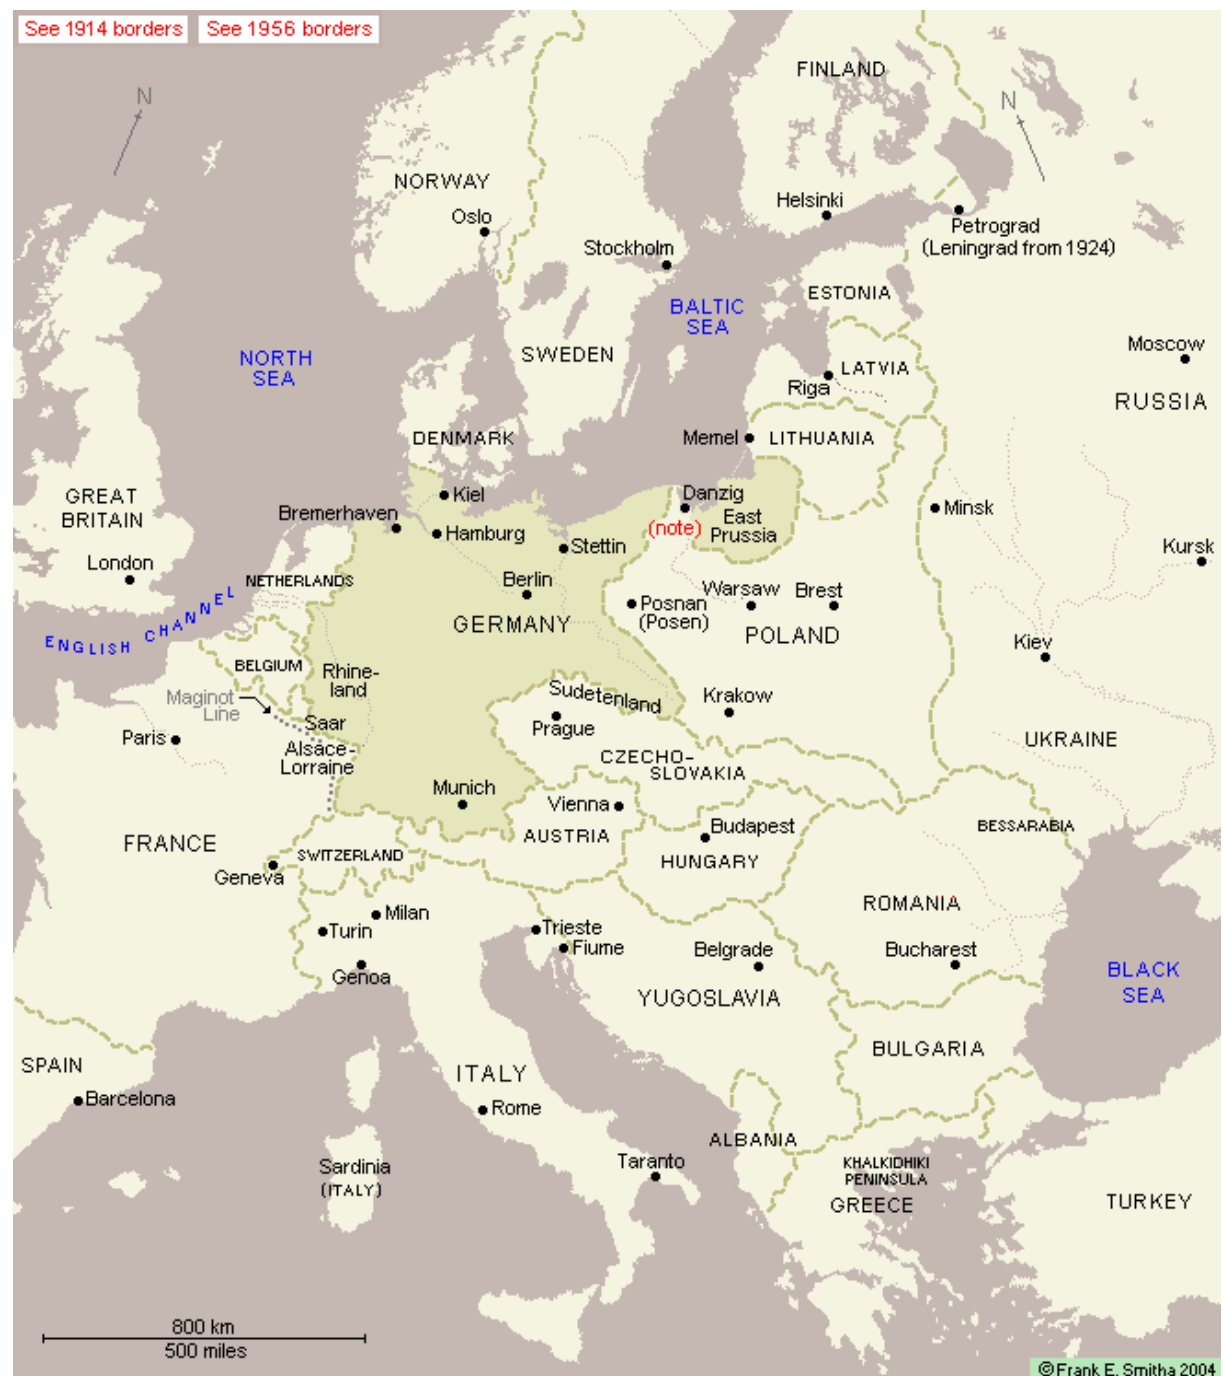 See 1914 borders
See 1956 borders
N
N
FINLAND
NORWAY
Oslo
Helsinki
Petrograd
(Leningrad from 1924)
Stockholm
ESTONIA
BALTIC
SEA
NORTH
SEA
SWEDEN
Moscow
LATVIA
Riga
RUSSIA
DENMARK
Memel
LITHUANIA
GREAT
BRITAIN
Kiel
Danzig
Bremerhaven
(note)
East
Prussia
Minsk
Hamburg
Stettin
London
Kursk
NETHERLANDS
Berlin
Warsaw
Brest
ENGLISH CHANNEL
GERMANY
Posnan
(Posen)
POLAND
Kiev
BELGIUM
Rhine-
land
Maginot
Line
Sudetenland
Krakow
Saar
Prague
Paris
Alsace-
Lorraine
CZECHO-
SLOVAKIA
UKRAINE
Munich
Vienna
AUSTRIA
Budapest
BESSARABIA
FRANCE
SWITZERLAND
HUNGARY
Geneva
ROMANIA
Milan
Turin
Trieste
Fiume
Belgrade
Bucharest
Genoa
BLACK
SEA
YUGOSLAVIA
BULGARIA
SPAIN
ITALY
Barcelona
Rome
ALBANIA
Sardinia
(ITALY)
Taranto
KHALKIDHIKI
PENINSULA
GREECE
TURKEY
800 km
500 miles
© Frank E. Smitha 2004